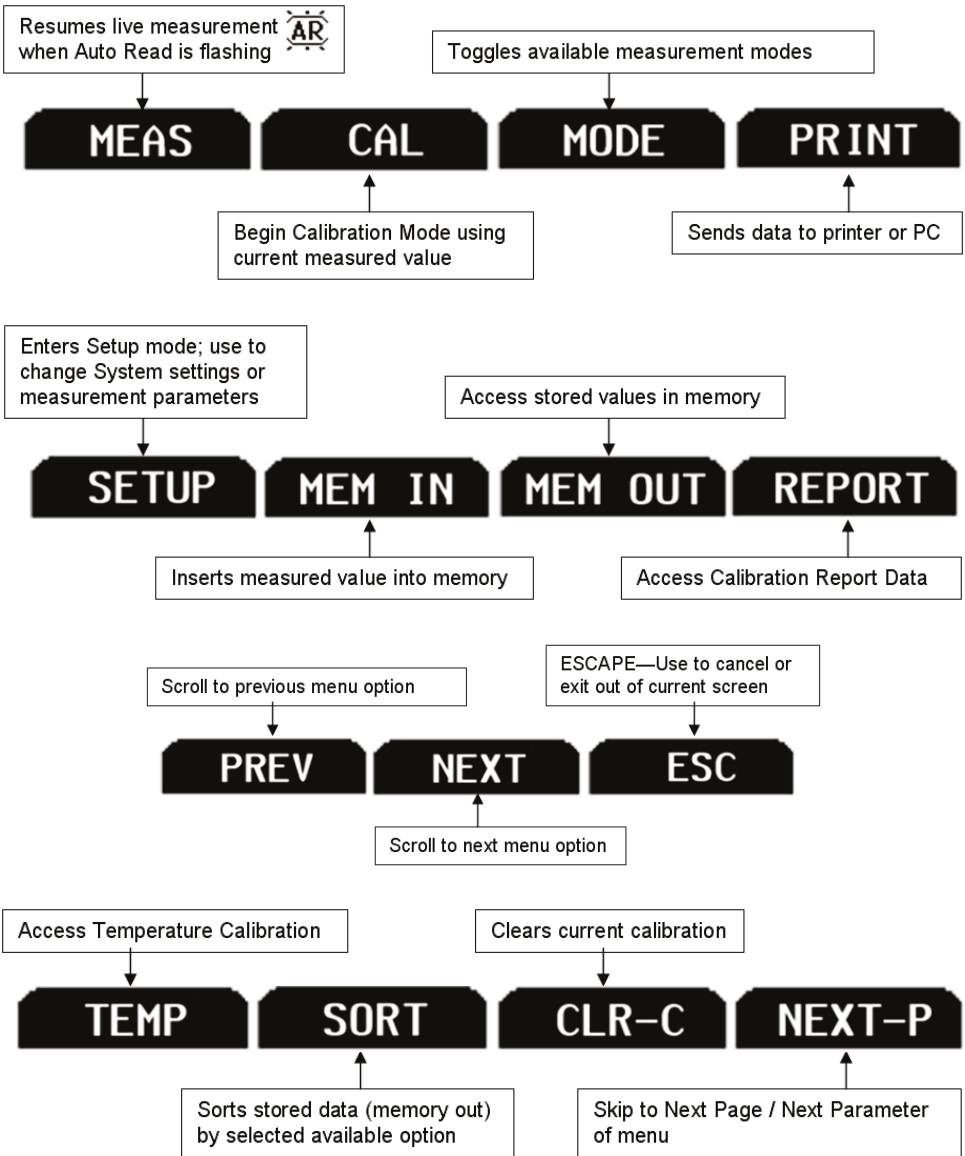 Resumes live measurement AR
when Auto Read is flashing
Toggles available measurement modes
MEAS CAL MODE PRINT
Begin Calibration Mode using
current measured value
Sends data to printer or PC
Enters Setup mode; use to
change System settings or
measurement parameters
Access stored values in memory
SETUP MEM IN MEM OUT REPORT
Inserts measured value into memory
Access Calibration Report Data
Scroll to previous menu option
ESCAPE—Use to cancel or
exit out of current screen
PREV NEXT ESC
Scroll to next menu option
Access Temperature Calibration
Clears current calibration
TEMP SORT CLR-C NEXT-P
Sorts stored data (memory out)
by selected available option
Skip to Next Page / Next Parameter
of menu